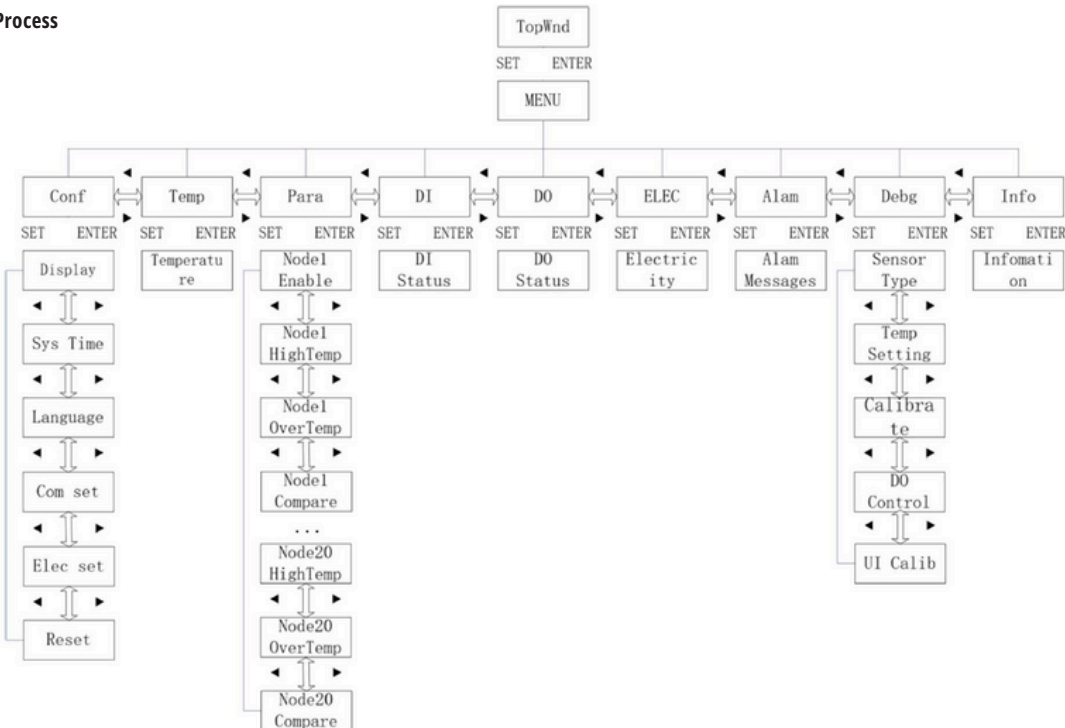 Process
TopWnd
SET ENTER
MENU
Conf Temp Para DI DO ELEC Alam Debg Info
SET ENTER SET ENTER SET ENTER SET ENTER SET ENTER SET ENTER SET ENTER SET ENTER SET ENTER
Display
Sys Time
Language
Com set
Elec set
Reset
Temperatu
re
Node1
Enable
Node1
HighTemp
Node1
OverTemp
Node1
Compare
...
Node20
HighTemp
Node20
OverTemp
Node20
Compare
DI
Status
DO
Status
Electric
ity
Alam
Messages
Sensor
Type
Temp
Setting
Calibra
te
DO
Control
UI Calib
Infomati
on